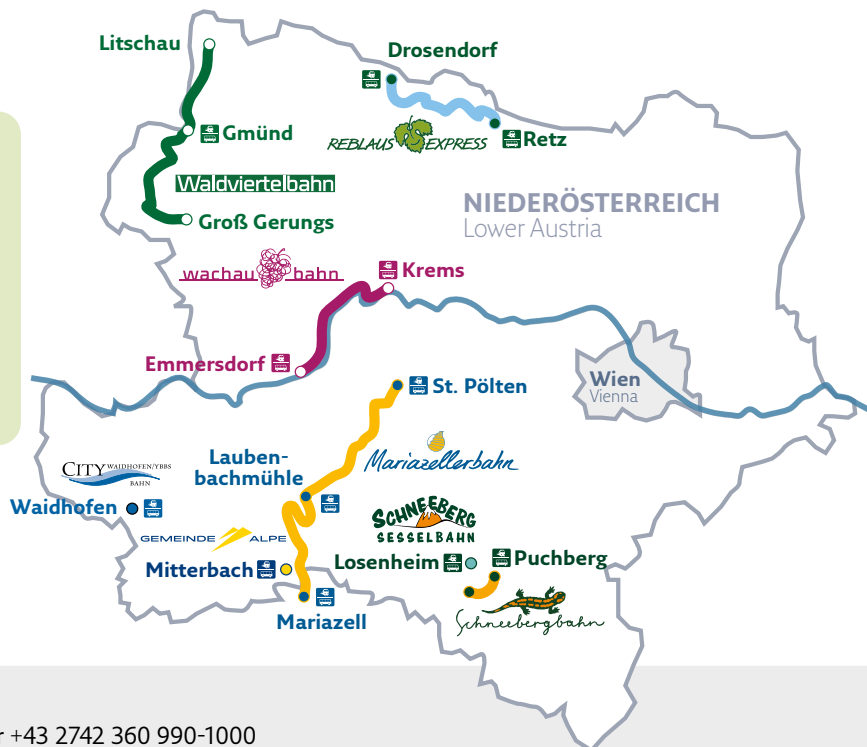 Litschau
Drosendorf
Gmünd
REBLAUS EXPRESS
Retz
Waldviertelbahn
NIEDERÖSTERREICH
Lower Austria
Groß Gerungs
wachau bahn
Krems
Emmersdorf
Wien
Vienna
St. Pölten
Lauben-
bachmühle
Mariazellerbahn
CITY WAIDHOFEN/YBBS
BAHN
Waidhofen
SCHNEEBERG
SESSELBAHN
GEMEINDE ALPE
Losenheim
Puchberg
Mitterbach
Mariazell
Schneebergbahn
+43 2742 360 990-1000